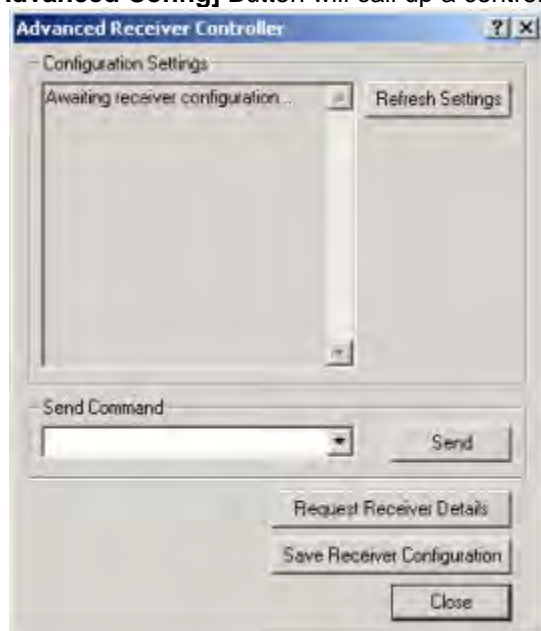 Advanced Config] Button will call up a control
Advanced Receiver Controller
Configuration Settings
Awaiting receiver configuration...
Refresh Settings
Send Command
Send
Request Receiver Details
Save Receiver Configuration
Close